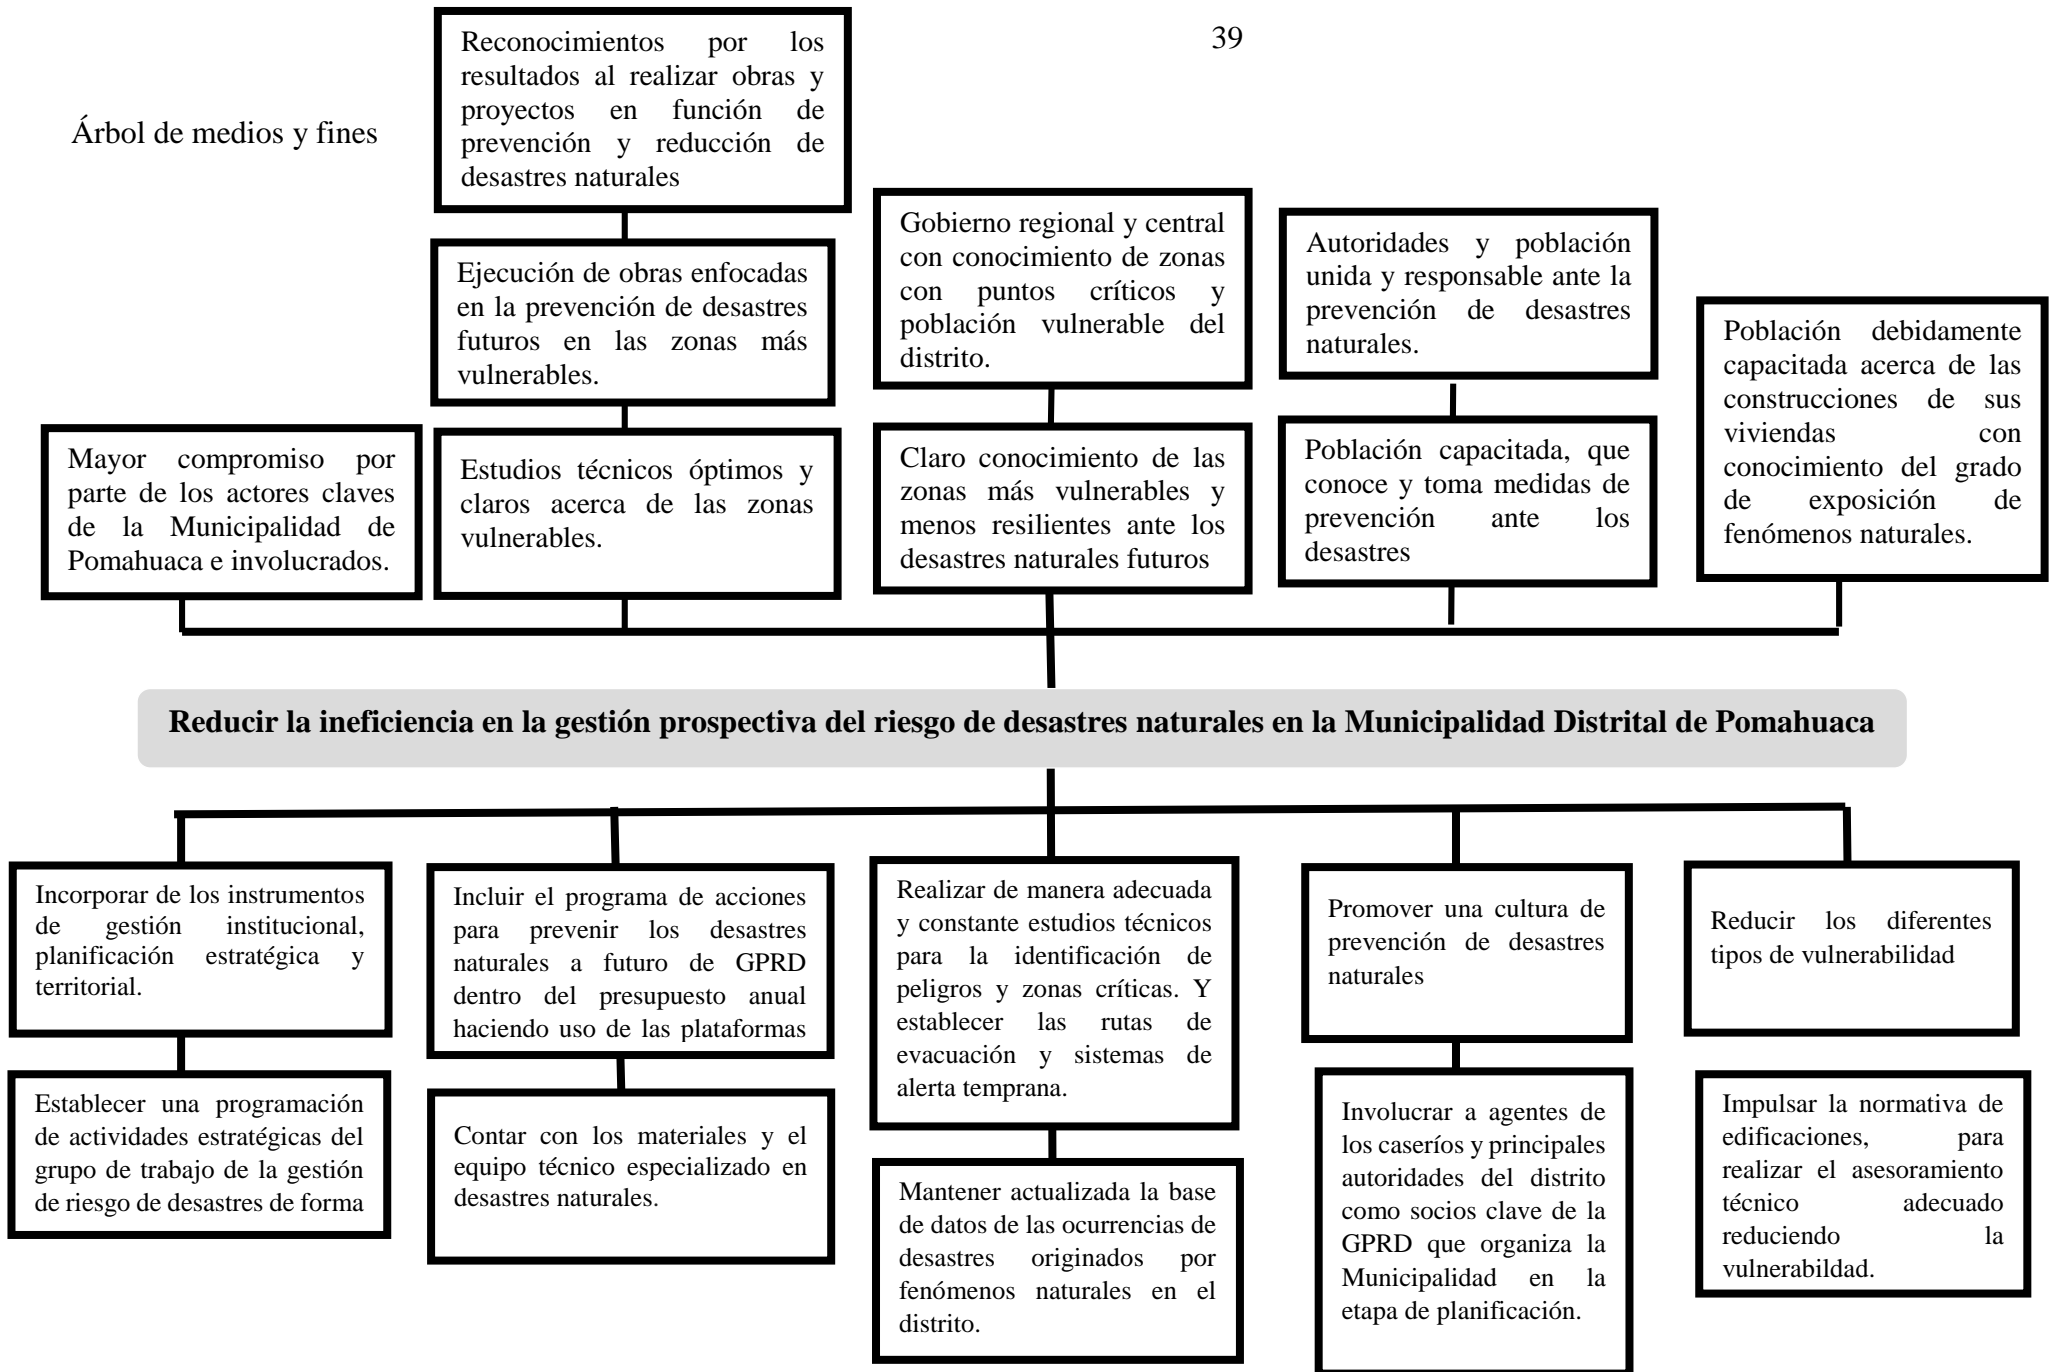 39
Árbol de medios y fines
Reconocimientos por los
resultados al realizar obras y
proyectos en función de
prevención y reducción de
desastres naturales
Ejecución de obras enfocadas
en la prevención de desastres
futuros en las zonas más
vulnerables.
Gobierno regional y central
con conocimiento de zonas
con puntos críticos y
población vulnerable del
distrito.
Autoridades y población
unida y responsable ante la
prevención de desastres
naturales.
Población debidamente
capacitada acerca de las
construcciones de sus
viviendas con
conocimiento del grado
de exposición de
fenómenos naturales.
Mayor compromiso por
parte de los actores claves
de la Municipalidad de
Pomahuaca e involucrados.
Estudios técnicos óptimos y
claros acerca de las zonas
vulnerables.
Claro conocimiento de las
zonas más vulnerables y
menos resilientes ante los
desastres naturales futuros
Población capacitada, que
conoce y toma medidas de
prevención ante los
desastres
Reducir la ineficiencia en la gestión prospectiva del riesgo de desastres naturales en la Municipalidad Distrital de Pomahuaca
Incorporar de los instrumentos
de gestión institucional,
planificación estratégica y
territorial.
Incluir el programa de acciones
para prevenir los desastres
naturales a futuro de GPRD
dentro del presupuesto anual
haciendo uso de las plataformas
Realizar de manera adecuada
y constante estudios técnicos
para la identificación de
peligros y zonas críticas. Y
establecer las rutas de
evacuación y sistemas de
alerta temprana.
Promover una cultura de
prevención de desastres
naturales
Reducir los diferentes
tipos de vulnerabilidad
Establecer una programación
de actividades estratégicas del
grupo de trabajo de la gestión
de riesgo de desastres de forma
Contar con los materiales y el
equipo técnico especializado en
desastres naturales.
Mantener actualizada la base
de datos de las ocurrencias de
desastres originados por
fenómenos naturales en el
distrito.
Involucrar a agentes de
los caseríos y principales
autoridades del distrito
como socios clave de la
GPRD que organiza la
Municipalidad en la
etapa de planificación.
Impulsar la normativa de
edificaciones, para
realizar el asesoramiento
técnico adecuado
reduciendo la
vulnerabildad.